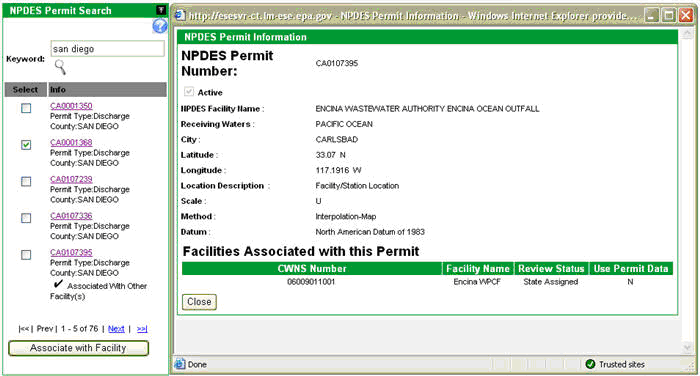 NPDES Permit Search
?
Keyword:
san diego
Select Info
CA0001350
Permit Type:Discharge
County:SAN DIEGO
CA0001368
Permit Type:Discharge
County:SAN DIEGO
CA0107239
Permit Type:Discharge
County:SAN DIEGO
CA0107336
Permit Type:Discharge
County:SAN DIEGO
CA0107395
Permit Type:Discharge
County:SAN DIEGO
Associated With Other
Facility(s)
|<< | Prev | 1 - 5 of 76 | Next | >>|
Associate with Facility
http://esesvr-ct.lm-ese.epa.gov - NPDES Permit Information - Windows Internet Explorer provide...
NPDES Permit Information
NPDES Permit
Number:
CA0107395
Active
NPDES Facility Name : ENCINA WASTEWATER AUTHORITY ENCINA OCEAN OUTFALL
Receiving Waters : PACIFIC OCEAN
City : CARLSBAD
Latitude : 33.07 N
Longitude : 117.1916 W
Location Description : Facility/Station Location
Scale : U
Method : Interpolation-Map
Datum : North American Datum of 1983
Facilities Associated with this Permit
CWNS Number Facility Name Review Status Use Permit Data
06009011001 Encina WPCF State Assigned N
Close
Done Trusted sites